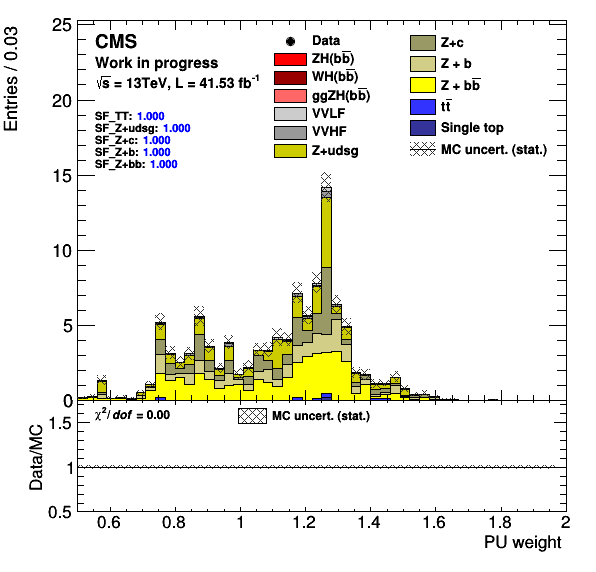 CMS
Work in progress
√s = 13TeV, L = 41.53 fb⁻¹
SF_TT: 1.000
SF_Z+udsg: 1.000
SF_Z+c: 1.000
SF_Z+b: 1.000
SF_Z+bb: 1.000
Data
ZH(bb̅)
WH(bb̅)
ggZH(bb̅)
VVLF
VVHF
Z+udsg
Z+c
Z + b
Z + bb̅
tt̅
Single top
MC uncert. (stat.)
Entries / 0.03
25
20
15
10
5
0
χ²/dof = 0.00
MC uncert. (stat.)
Data/MC
1.5
1
0.5
0.6 0.8 1 1.2 1.4 1.6 1.8 2
PU weight